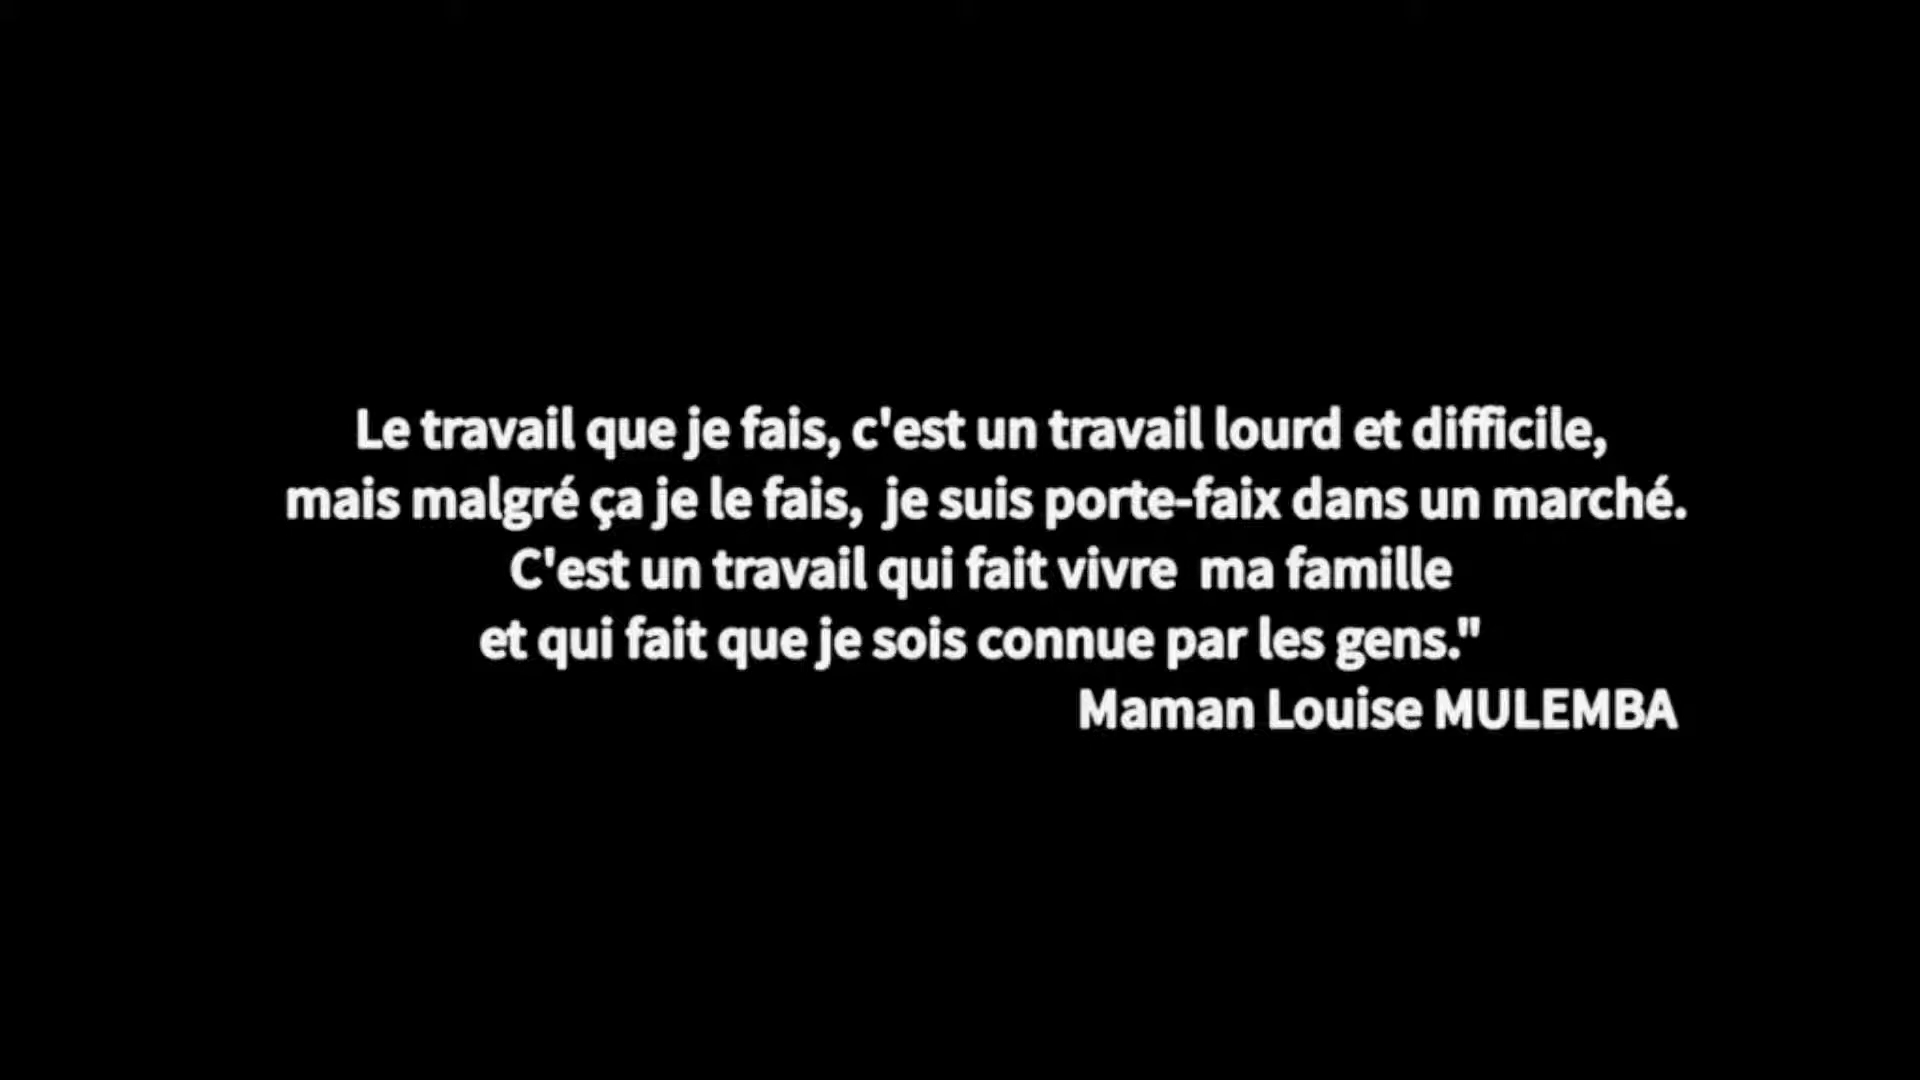 Le travail que je fais, c'est un travail lourd et difficile,
mais malgré ça je le fais,  je suis porte-faix dans un marché.
C'est un travail qui fait vivre  ma famille
et qui fait que je sois connue par les gens."
Maman Louise MULEMBA